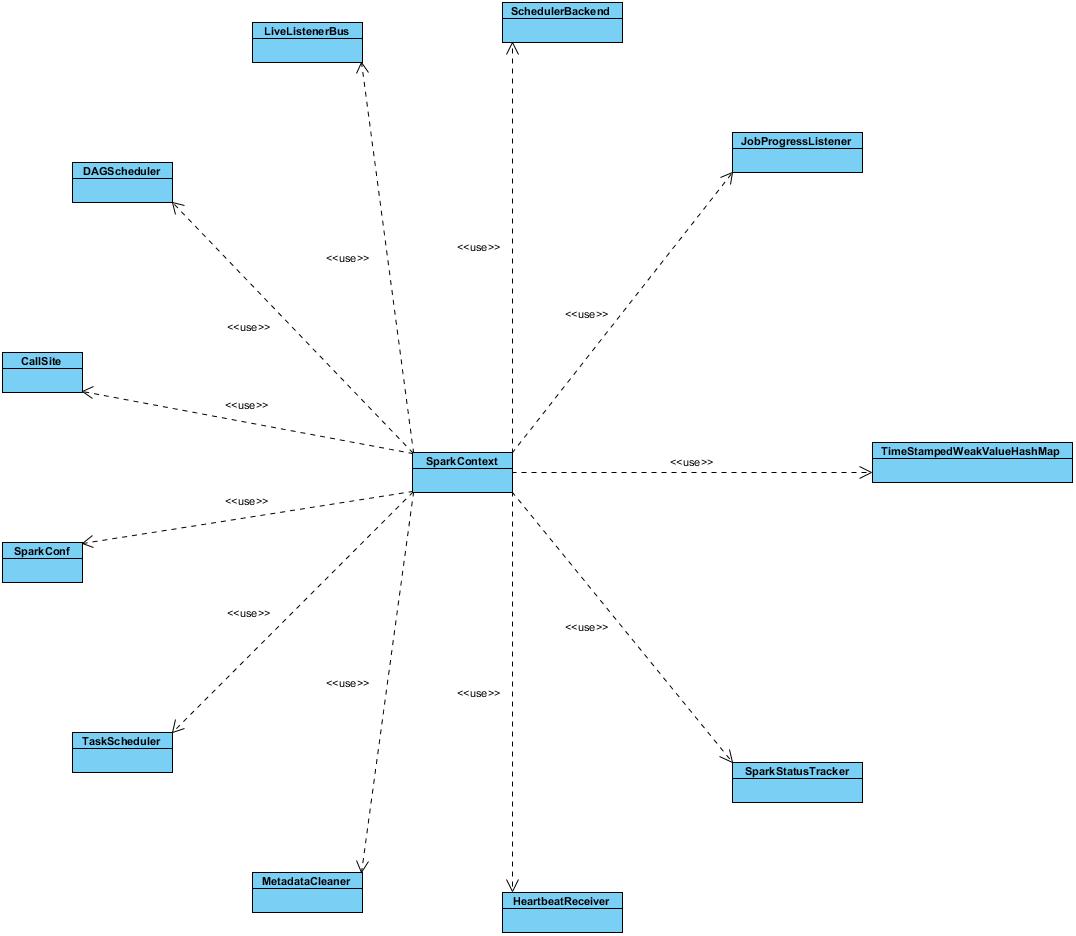 SchedulerBackend
LiveListenerBus
JobProgressListener
DAGScheduler
<<use>>
<<use>>
<<use>>
<<use>>
CallSite
<<use>>
TimeStampedWeakValueHashMap
SparkContext
<<use>>
<<use>>
SparkConf
<<use>>
<<use>>
<<use>>
<<use>>
TaskScheduler
SparkStatusTracker
MetadataCleaner
HeartbeatReceiver